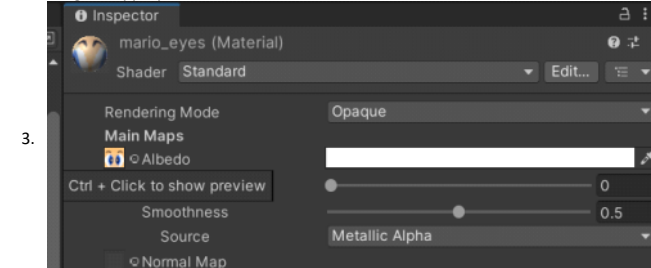 Inspector
mario_eyes (Material)
Shader Standard Edit...
Rendering Mode Opaque
Main Maps
3.
Albedo
Ctrl + Click to show preview 0
Smoothness 0.5
Source Metallic Alpha
Normal Map